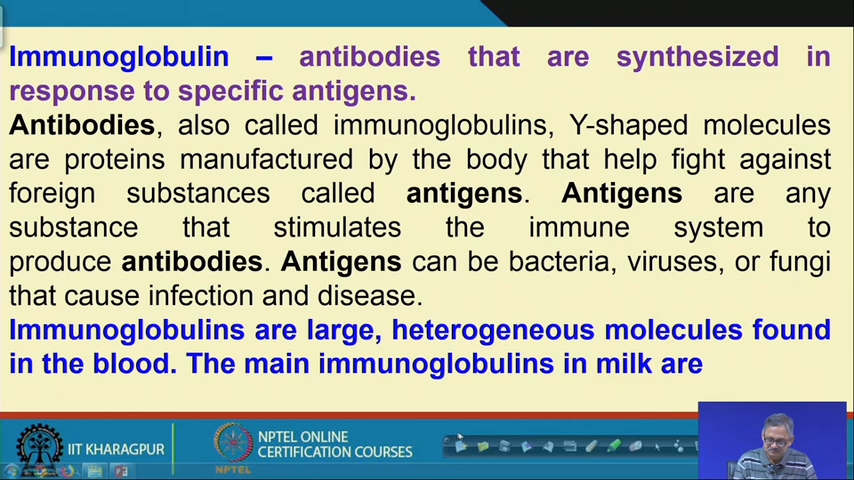 Immunoglobulin – antibodies that are synthesized in
response to specific antigens.
Antibodies, also called immunoglobulins, Y-shaped molecules
are proteins manufactured by the body that help fight against
foreign substances called antigens. Antigens are any
substance that stimulates the immune system to
produce antibodies. Antigens can be bacteria, viruses, or fungi
that cause infection and disease.
Immunoglobulins are large, heterogeneous molecules found
in the blood. The main immunoglobulins in milk are
IIT KHARAGPUR
NPTEL
NPTEL ONLINE
CERTIFICATION COURSES